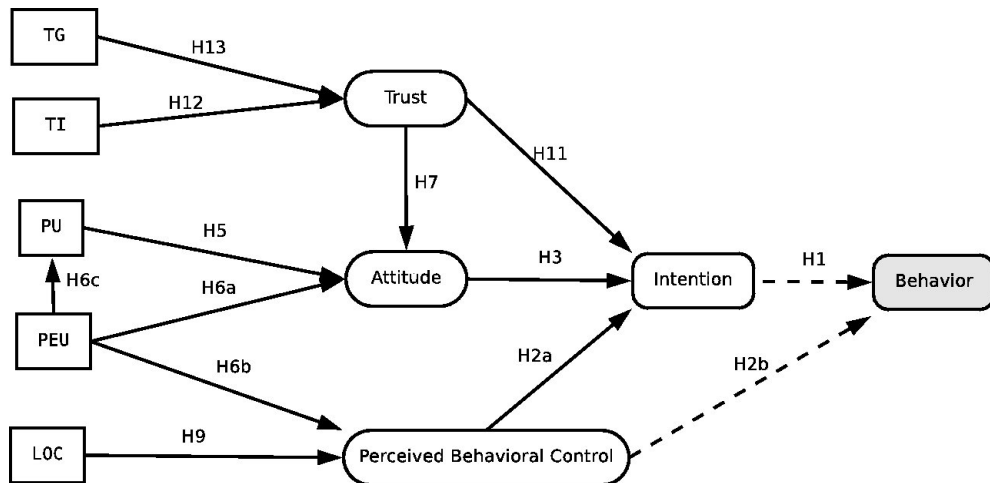 TG
H13
TI
H12
Trust
H11
H7
PU
H5
H6c
H6a
Attitude
H3
Intention
H1
Behavior
PEU
H6b
H2a
H2b
LOC
H9
Perceived Behavioral Control